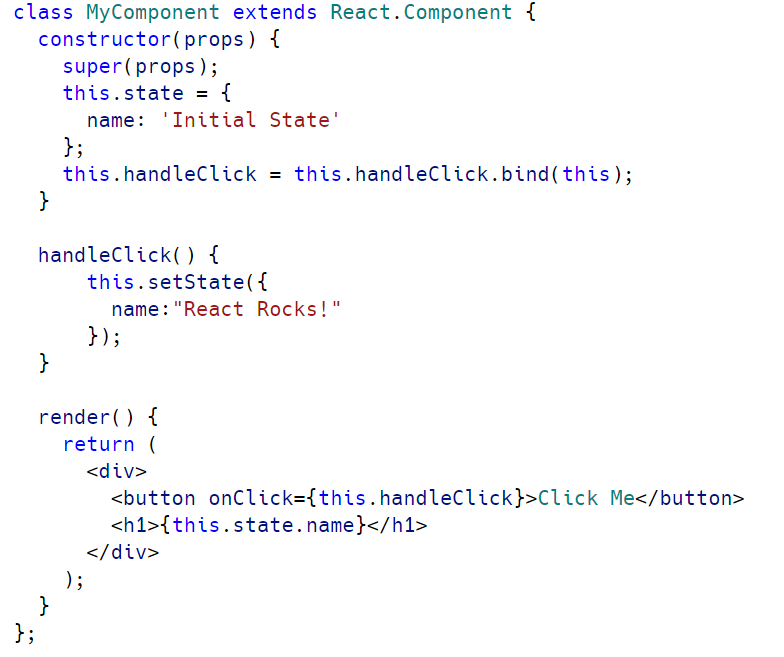 class MyComponent extends React.Component {
  constructor(props) {
    super(props);
    this.state = {
      name: 'Initial State'
    };
    this.handleClick = this.handleClick.bind(this);
  }

  handleClick() {
      this.setState({
        name:"React Rocks!"
      });
  }

  render() {
    return (
      <div>
        <button onClick={this.handleClick}>Click Me</button>
        <h1>{this.state.name}</h1>
      </div>
    );
  }
};